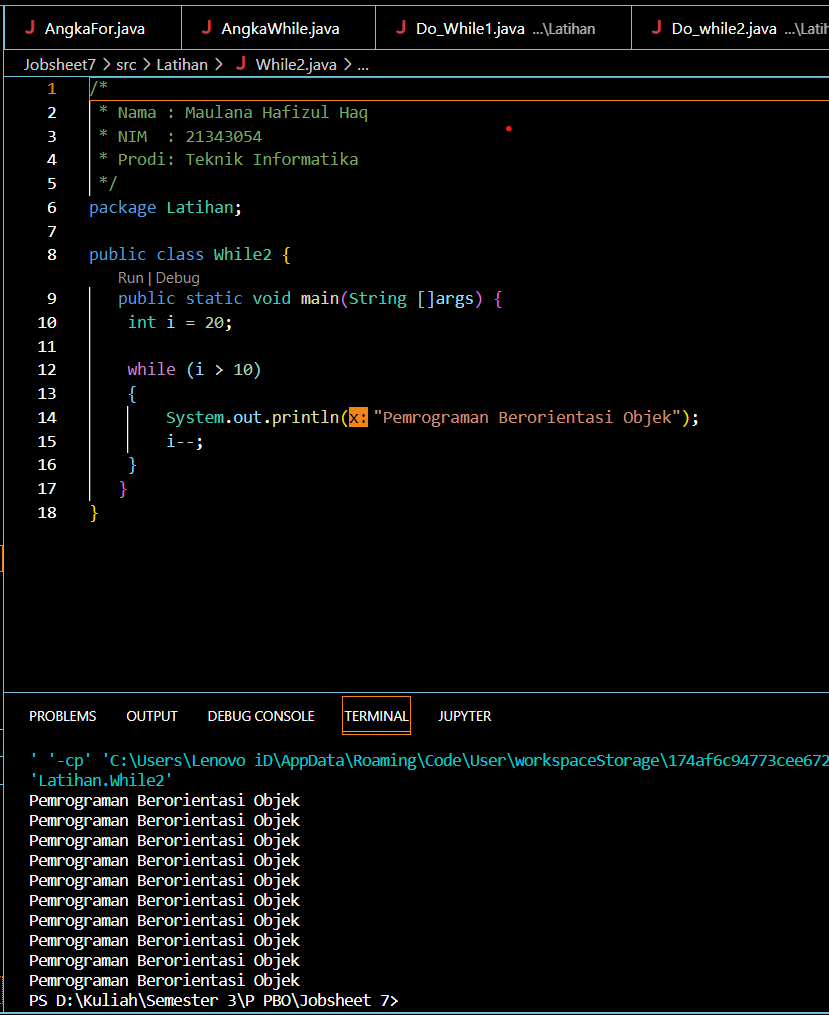 J AngkaFor.java J AngkaWhile.java J Do_While1.java ...\Latihan J Do_while2.java ...\Latih
Jobsheet7 > src > Latihan > J While2.java > ...
1 /*
2 * Nama : Maulana Hafizul Haq
3 * NIM  : 21343054
4 * Prodi: Teknik Informatika
5 */
6 package Latihan;
7
8 public class While2 {
Run | Debug
9 public static void main(String []args) {
10 int i = 20;
11
12 while (i > 10)
13 {
14 System.out.println(x: "Pemrograman Berorientasi Objek");
15 i--;
16 }
17 }
18 }
PROBLEMS OUTPUT DEBUG CONSOLE TERMINAL JUPYTER
' '-cp' 'C:\Users\Lenovo iD\AppData\Roaming\Code\User\workspaceStorage\174af6c94773cee672
'Latihan.While2'
Pemrograman Berorientasi Objek
Pemrograman Berorientasi Objek
Pemrograman Berorientasi Objek
Pemrograman Berorientasi Objek
Pemrograman Berorientasi Objek
Pemrograman Berorientasi Objek
Pemrograman Berorientasi Objek
Pemrograman Berorientasi Objek
Pemrograman Berorientasi Objek
Pemrograman Berorientasi Objek
PS D:\Kuliah\Semester 3\P PBO\Jobsheet 7>